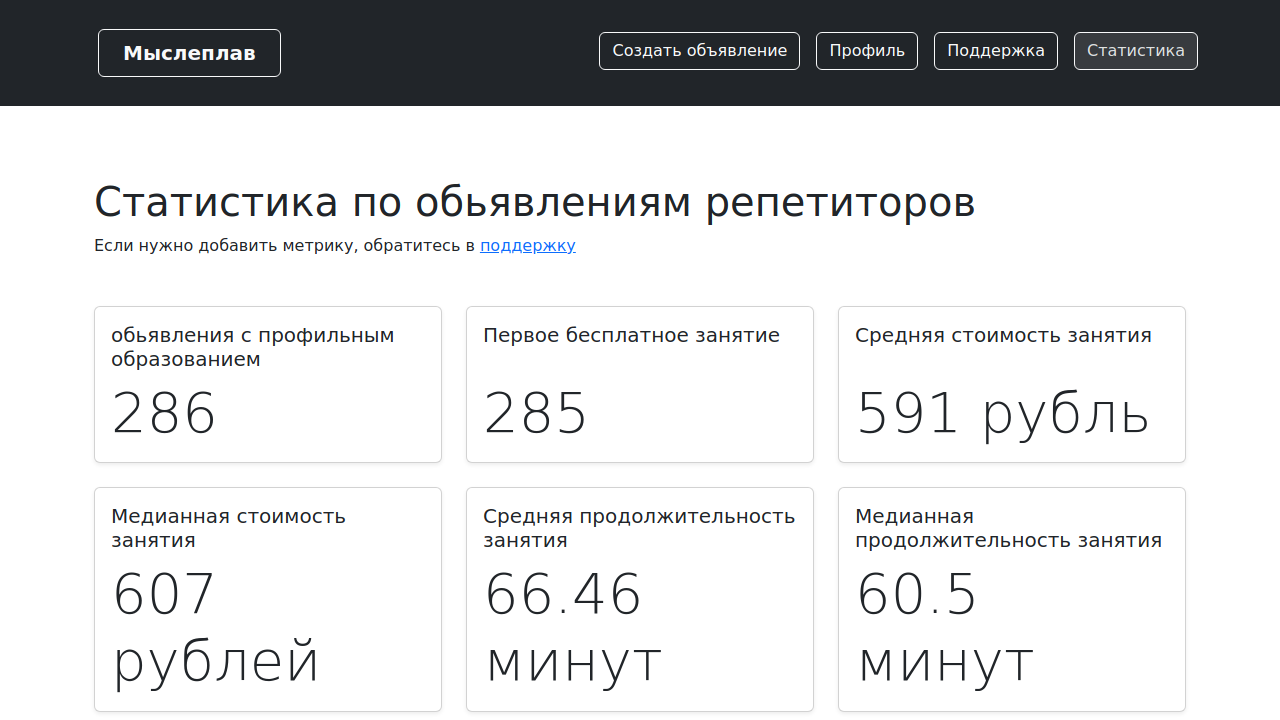 Мыслеплав
Создать объявление
Профиль
Поддержка
Статистика
Статистика по обьявлениям репетиторов
Если нужно добавить метрику, обратитесь в поддержку
обьявления с профильным
образованием
286
Первое бесплатное занятие
285
Средняя стоимость занятия
591 рубль
Медианная стоимость
занятия
607
рублей
Средняя продолжительность
занятия
66.46
минут
Медианная
продолжительность занятия
60.5
минут